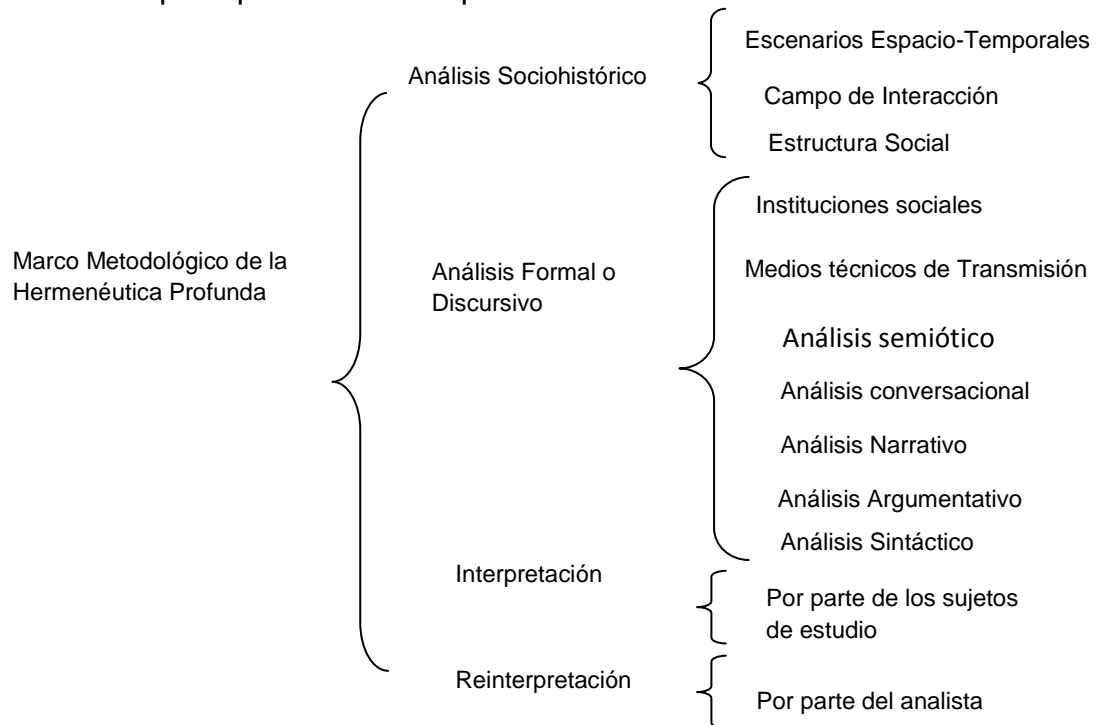 Análisis Sociohistórico
Escenarios Espacio-Temporales
Campo de Interacción
Estructura Social
Marco Metodológico de la
Hermenéutica Profunda
Análisis Formal o
Discursivo
Instituciones sociales
Medios técnicos de Transmisión
Análisis semiótico
Análisis conversacional
Análisis Narrativo
Análisis Argumentativo
Análisis Sintáctico
Interpretación
Por parte de los sujetos
de estudio
Reinterpretación
Por parte del analista